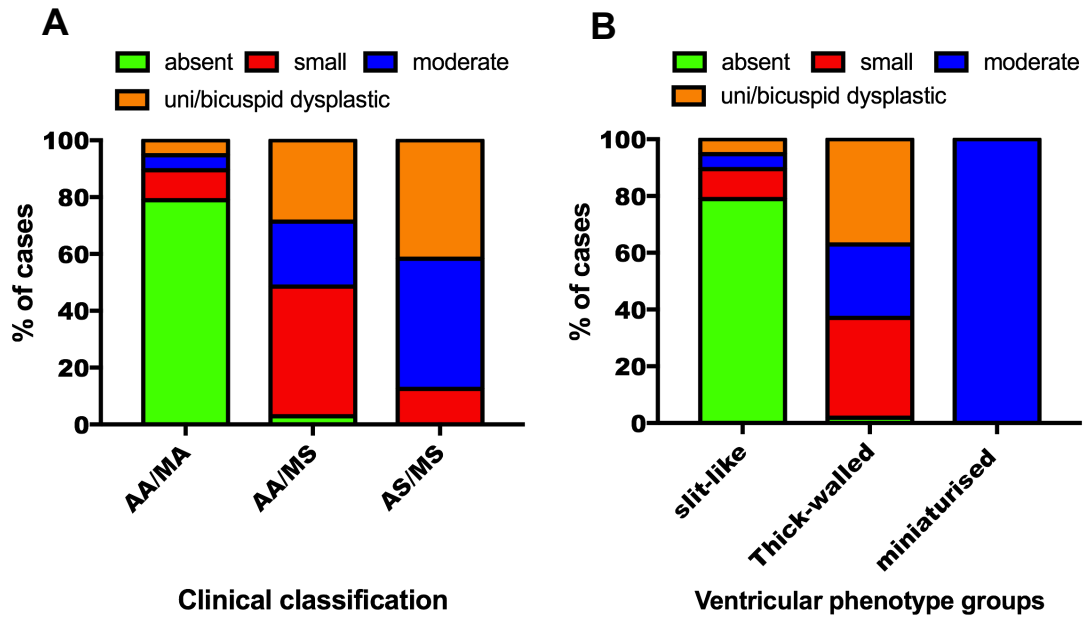 A
absent small moderate
uni/bicuspid dysplastic
% of cases
100
80
60
40
20
0
AA/MA AA/MS AS/MS
Clinical classification
B
absent small moderate
uni/bicuspid dysplastic
% of cases
100
80
60
40
20
0
slit-like Thick-walled miniaturised
Ventricular phenotype groups